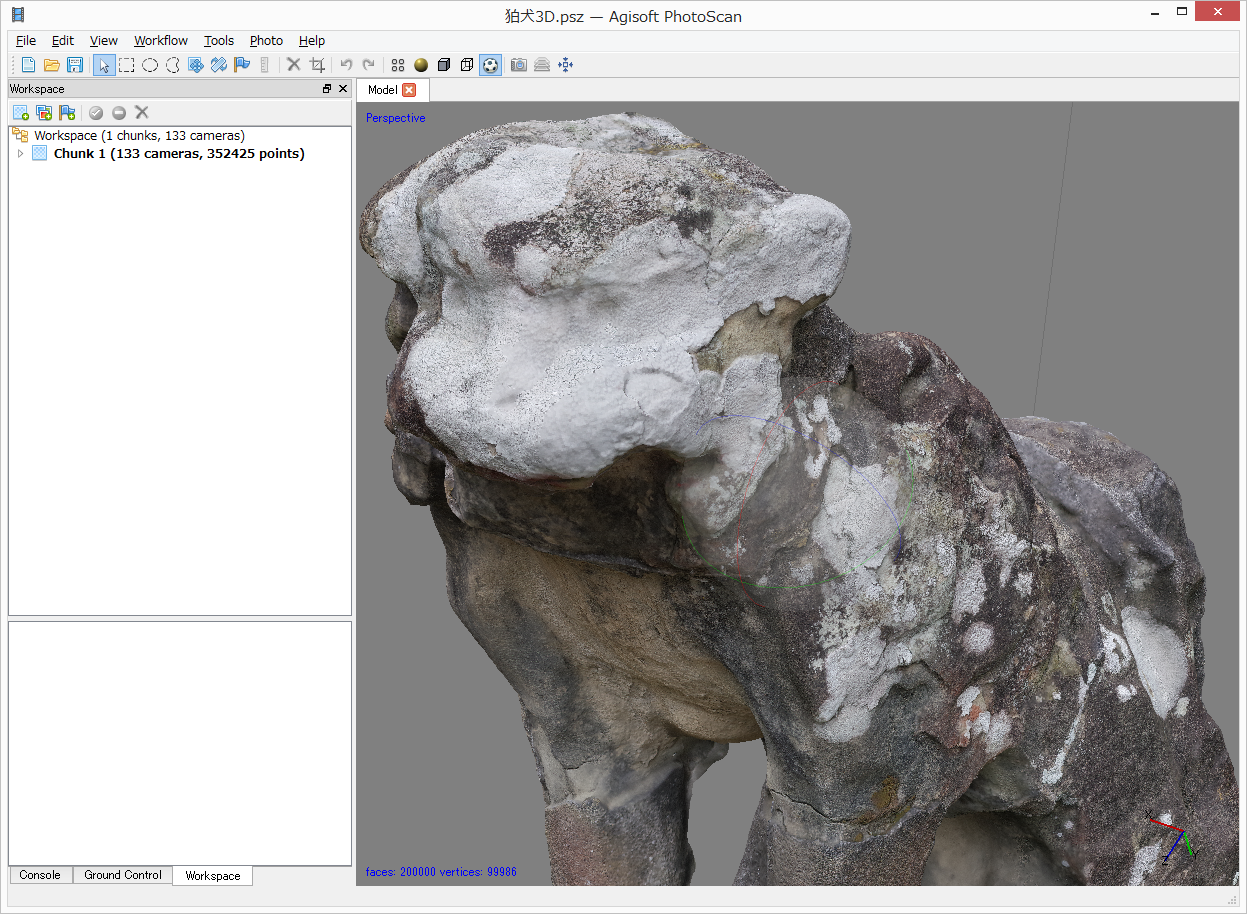 狛犬3D.psz — Agisoft PhotoScan
File Edit View Workflow Tools Photo Help
Workspace
Model
Perspective
Workspace (1 chunks, 133 cameras)
Chunk 1 (133 cameras, 352425 points)
faces: 200000 vertices: 99986
Console Ground Control Workspace